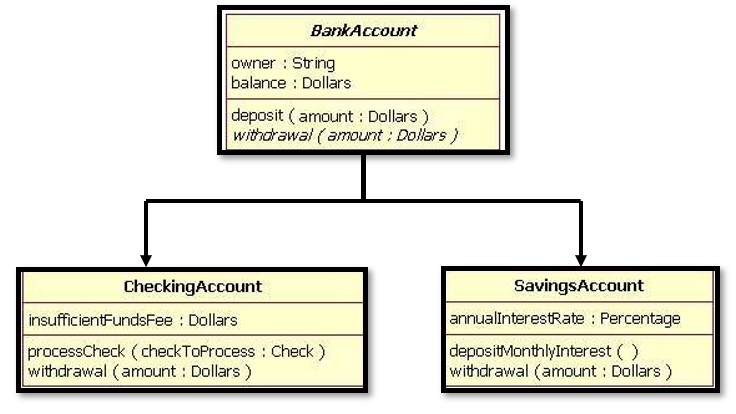 BankAccount
owner : String
balance : Dollars
deposit ( amount : Dollars )
withdrawal ( amount : Dollars )
CheckingAccount
insufficientFundsFee : Dollars
processCheck ( checkToProcess : Check )
withdrawal ( amount : Dollars )
SavingsAccount
annualInterestRate : Percentage
depositMonthlyInterest ( )
withdrawal ( amount : Dollars )